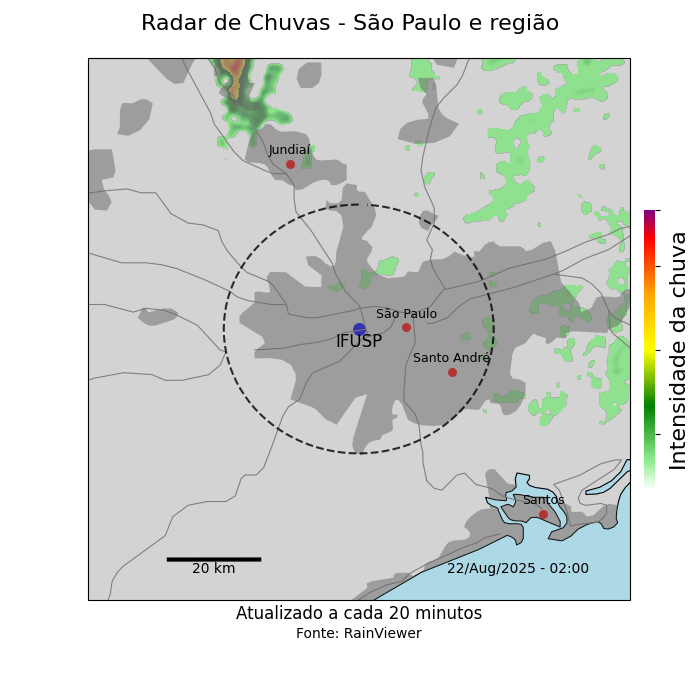 Radar de Chuvas - São Paulo e região
Jundiaí
São Paulo
IFUSP
Santo André
Santos
20 km
22/Aug/2025 - 02:00
Intensidade da chuva
Atualizado a cada 20 minutos
Fonte: RainViewer